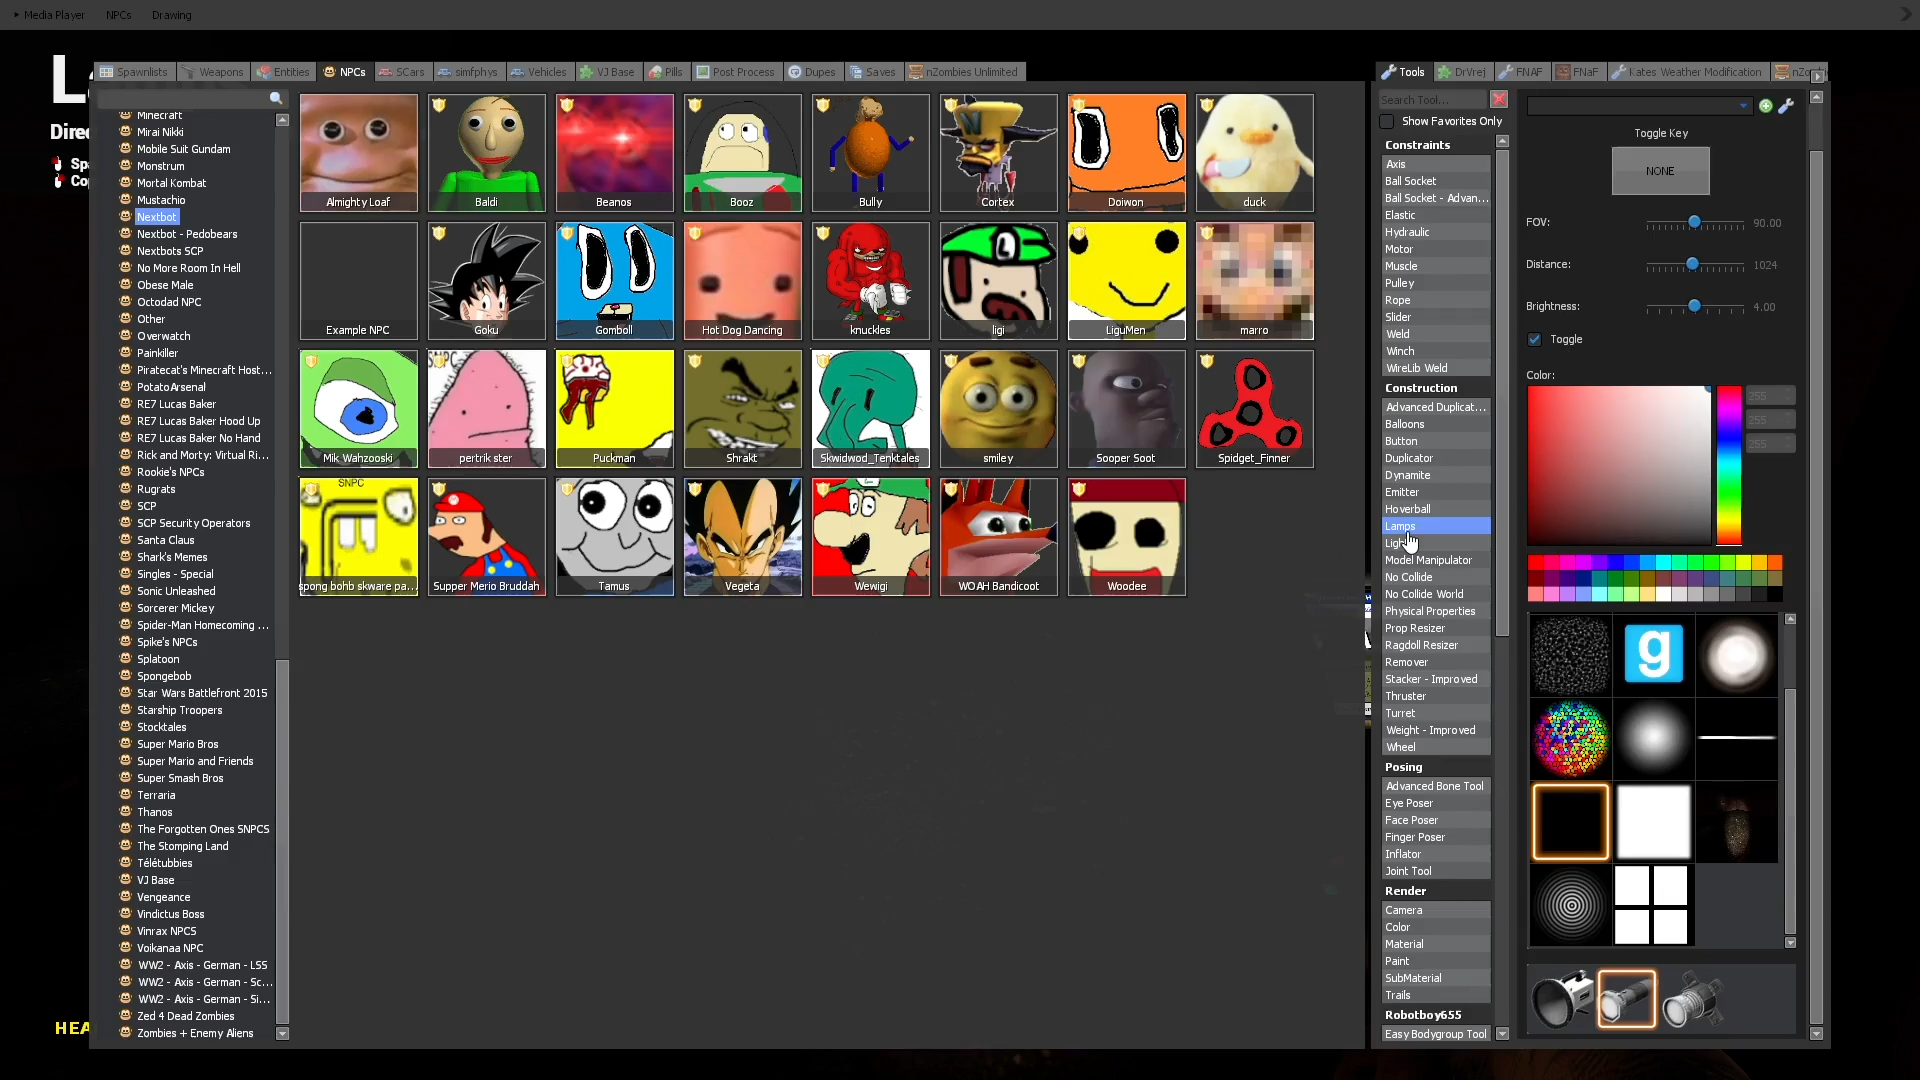 Media Player NPCs Drawing
L
Dire
Sp
Co
HEA
Spawnlists Weapons Entities NPCs SCars simfphys Vehicles VJ Base Pills Post Process Dupes Saves nZombies Unlimited
Minecraft
Mirai Nikki
Mobile Suit Gundam
Monstrum
Mortal Kombat
Mustachio
Nextbot
Nextbot - Pedobears
Nextbots SCP
No More Room In Hell
Obese Male
Octodad NPC
Other
Overwatch
Painkiller
Piratecat's Minecraft Host...
PotatoArsenal
RE7 Lucas Baker
RE7 Lucas Baker Hood Up
RE7 Lucas Baker No Hand
Rick and Morty: Virtual Ri...
Rookie's NPCs
Rugrats
SCP
SCP Security Operators
Santa Claus
Shark's Memes
Singles - Special
Sonic Unleashed
Sorcerer Mickey
Spider-Man Homecoming ...
Spike's NPCs
Splatoon
Spongebob
Star Wars Battlefront 2015
Starship Troopers
Stocktales
Super Mario Bros
Super Mario and Friends
Super Smash Bros
Terraria
Thanos
The Forgotten Ones SNPCS
The Stomping Land
Télétubbies
VJ Base
Vengeance
Vindictus Boss
Vinrax NPCS
Voikanaa NPC
WW2 - Axis - German - LSS
WW2 - Axis - German - Sc...
WW2 - Axis - German - Si...
Zed 4 Dead Zombies
Zombies + Enemy Aliens
Almighty Loaf Baldi Beanos Booz Bully Cortex Doiwon duck
Example NPC Goku Gomboll Hot Dog Dancing knuckles ligi LiguMen marro
Mik Wahzooski pertrik ster Puckman Shrakt Skwidwod_Tenktales smiley Sooper Soot Spidget_Finner
SNPC
spong bohb skware pa... Supper Merio Bruddah Tamus Vegeta Wewigi WOAH Bandicoot Woodee
Tools DrVrej FNAF FNaF Kates Weather Modification nZo
Search Tool...
Show Favorites Only
Constraints
Axis
Ball Socket
Ball Socket - Advan...
Elastic
Hydraulic
Motor
Muscle
Pulley
Rope
Slider
Weld
Winch
WireLib Weld
Construction
Advanced Duplicat...
Balloons
Button
Duplicator
Dynamite
Emitter
Hoverball
Lamps
Ligh
Model Manipulator
No Collide
No Collide World
Physical Properties
Prop Resizer
Ragdoll Resizer
Remover
Stacker - Improved
Thruster
Turret
Weight - Improved
Wheel
Posing
Advanced Bone Tool
Eye Poser
Face Poser
Finger Poser
Inflator
Joint Tool
Render
Camera
Color
Material
Paint
SubMaterial
Trails
Robotboy655
Easy Bodygroup Tool
Toggle Key
NONE
FOV: 90.00
Distance: 1024
Brightness: 4.00
Toggle
Color:
255
255
255
g